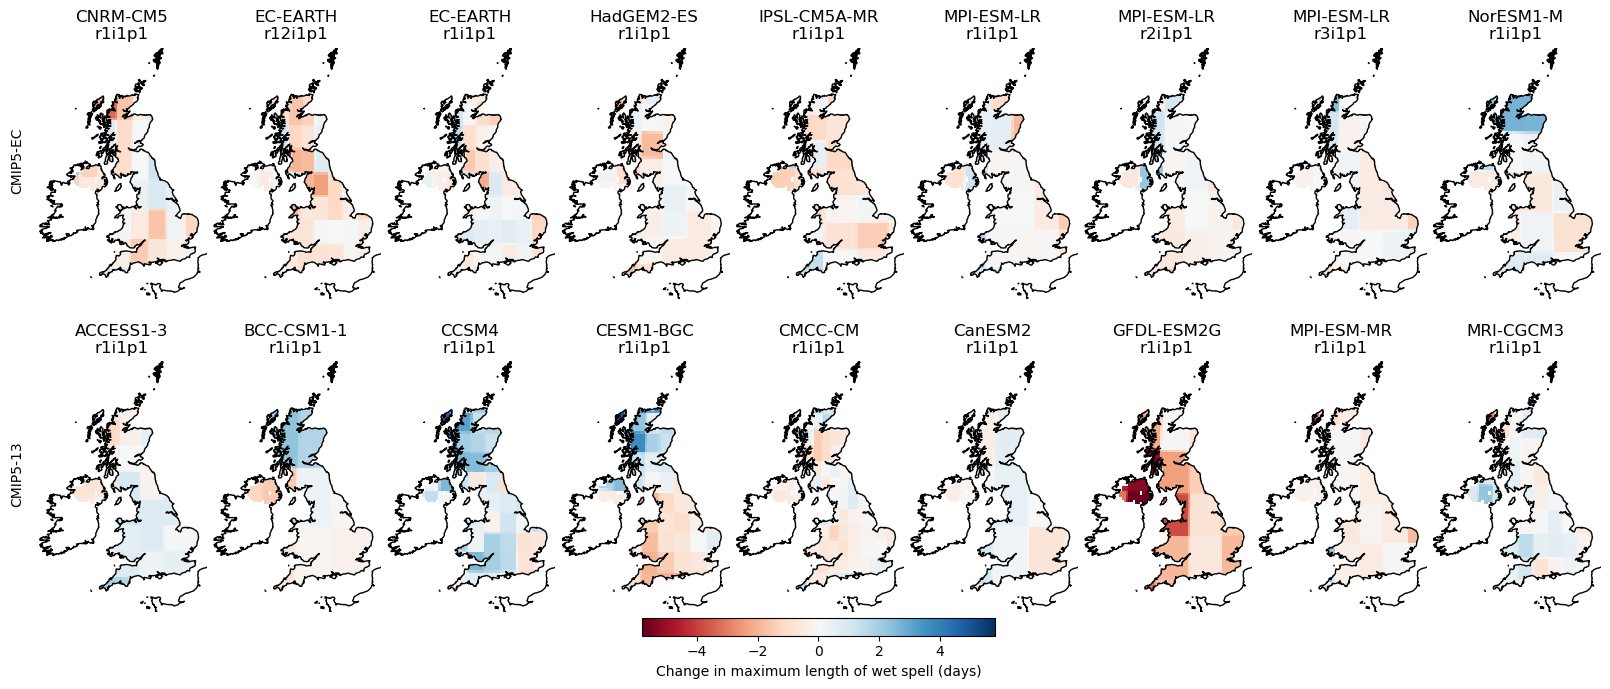 CNRM-CM5 EC-EARTH EC-EARTH HadGEM2-ES IPSL-CM5A-MR MPI-ESM-LR MPI-ESM-LR MPI-ESM-LR NorESM1-M
r1i1p1 r12i1p1 r1i1p1 r1i1p1 r1i1p1 r1i1p1 r2i1p1 r3i1p1 r1i1p1
CMIP5-EC
ACCESS1-3 BCC-CSM1-1 CCSM4 CESM1-BGC CMCC-CM CanESM2 GFDL-ESM2G MPI-ESM-MR MRI-CGCM3
r1i1p1 r1i1p1 r1i1p1 r1i1p1 r1i1p1 r1i1p1 r1i1p1 r1i1p1 r1i1p1
CMIP5-13
−4 −2 0 2 4
Change in maximum length of wet spell (days)